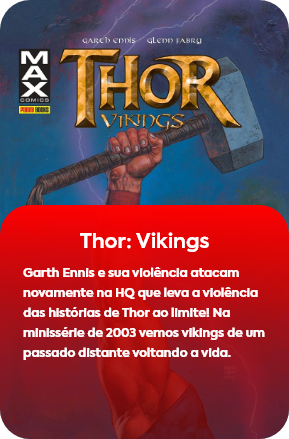 GARTH ENNIS GLENN FABRY
MAX
COMICS
THOR
VIKINGS
Thor: Vikings
Garth Ennis e sua violência atacam
novamente na HQ que leva a violência
das histórias de Thor ao limite! Na
minissérie de 2003 vemos vikings de um
passado distante voltando a vida.